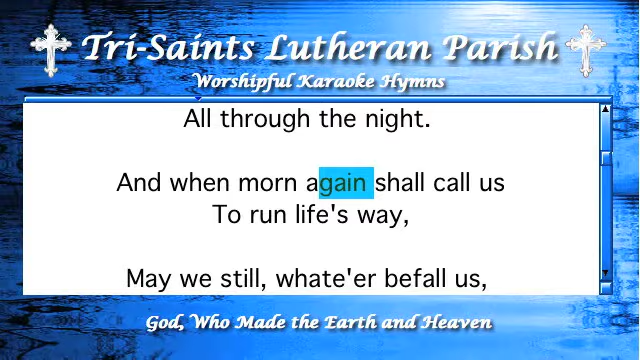 Tri-Saints Lutheran Parish
Worshipful Karaoke Hymns
All through the night.
And when morn again shall call us
To run life's way,
May we still, whate'er befall us,
God, Who Made the Earth and Heaven